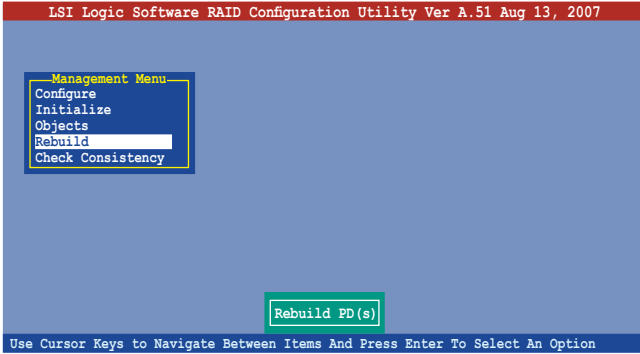 LSI Logic Software RAID Configuration Utility Ver A.51 Aug 13, 2007
Management Menu
Configure
Initialize
Objects
Rebuild
Check Consistency
Rebuild PD(s)
Use Cursor Keys to Navigate Between Items And Press Enter To Select An Option